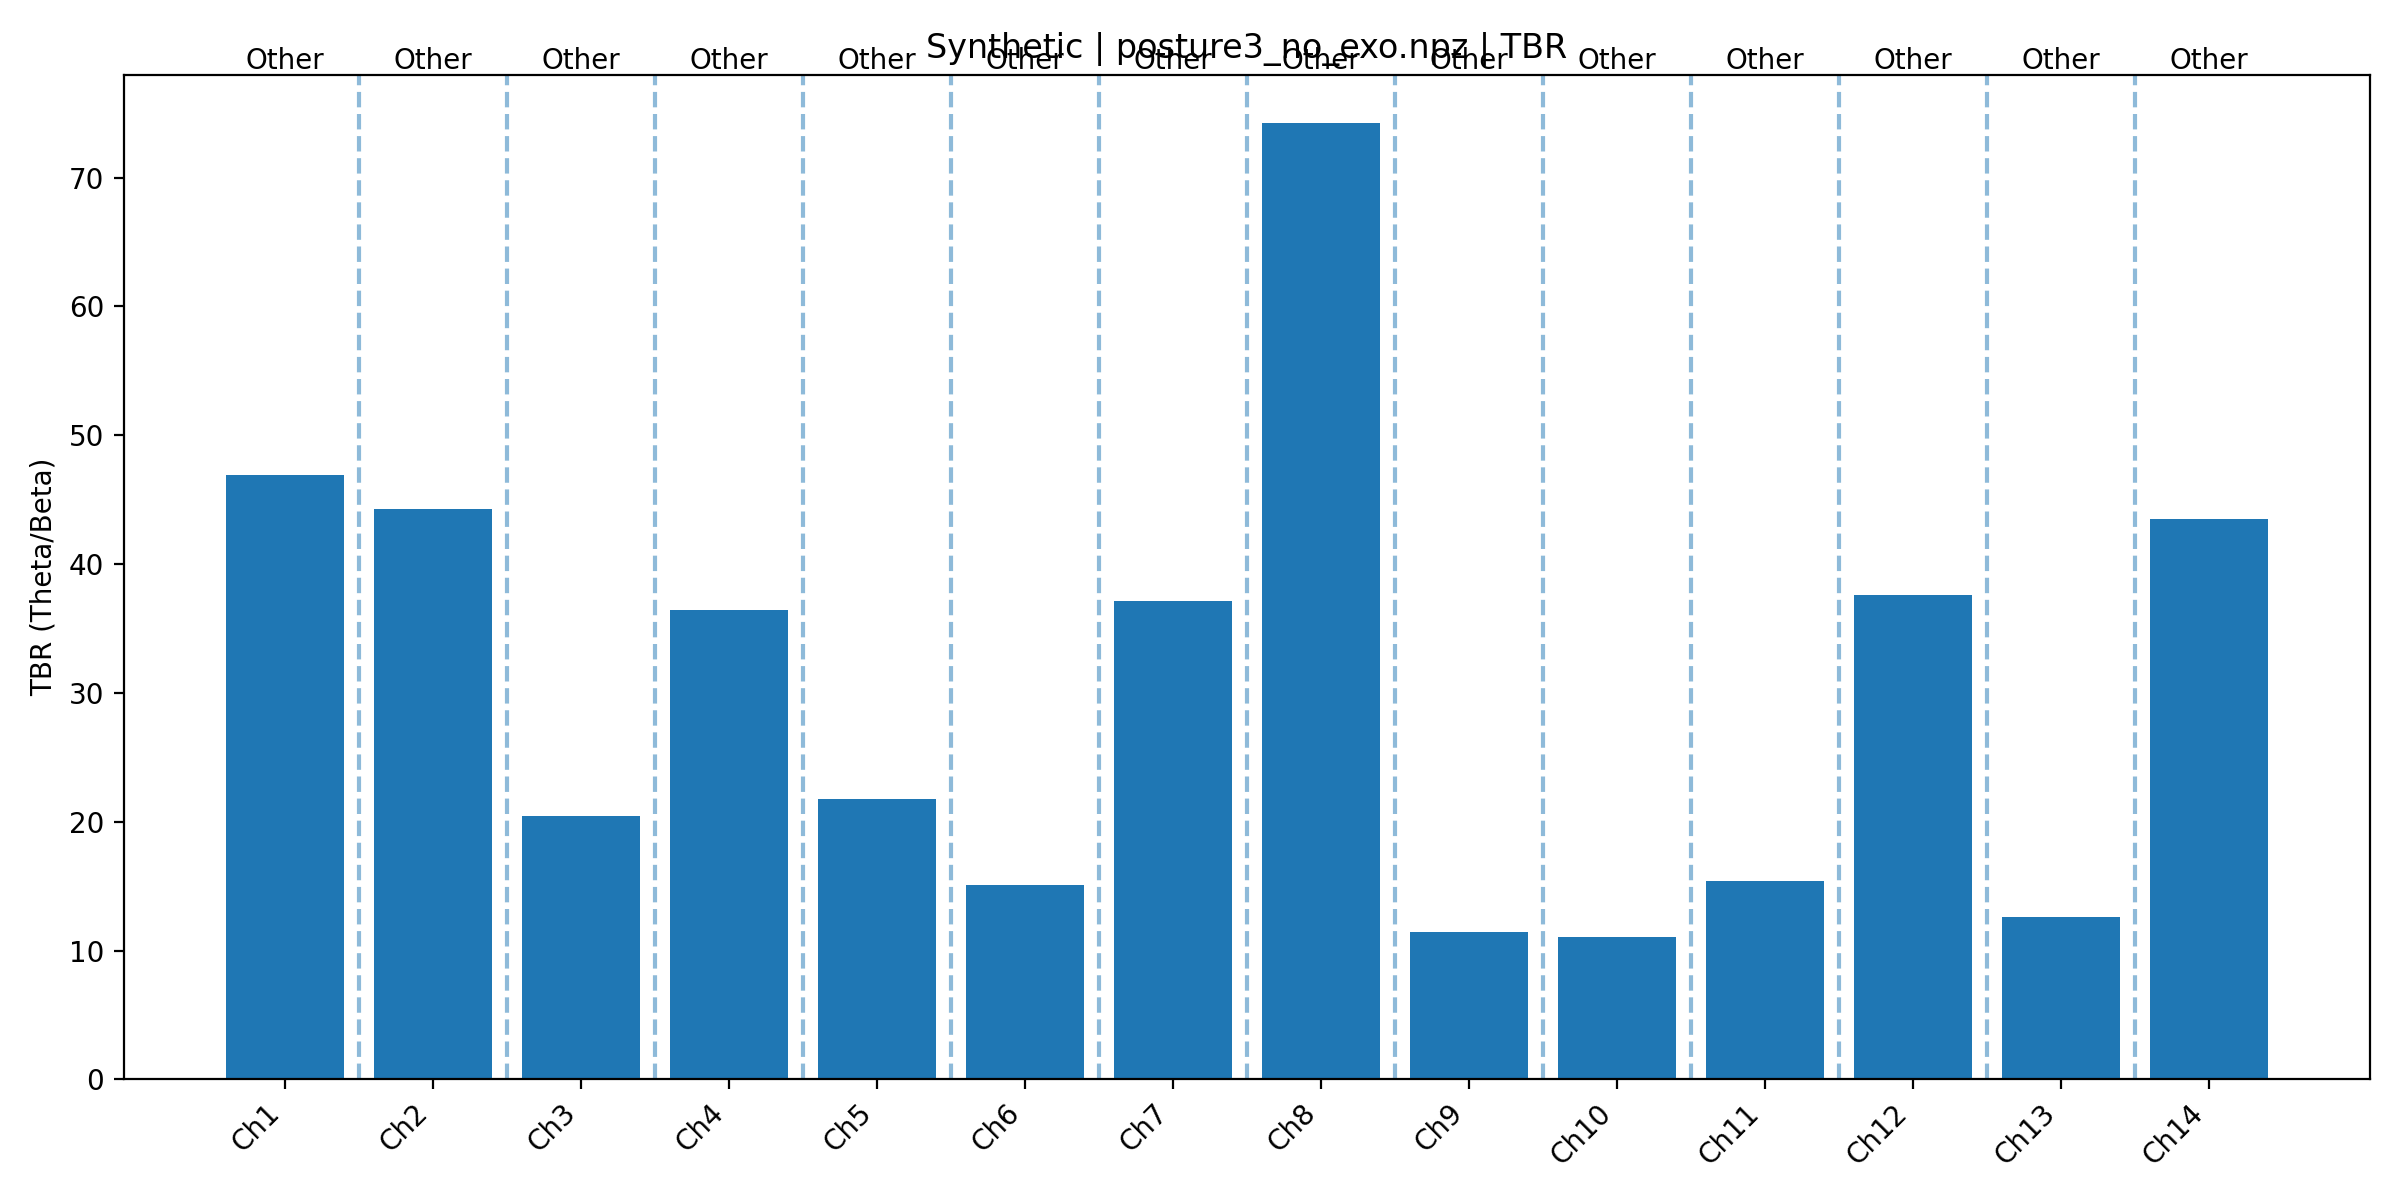 Synthetic | posture3_no_exo.npz | TBR
Other Other Other Other Other Other Other Other Other Other Other Other Other Other
70
60
50
40
30
20
10
0
TBR (Theta/Beta)
Ch1 Ch2 Ch3 Ch4 Ch5 Ch6 Ch7 Ch8 Ch9 Ch10 Ch11 Ch12 Ch13 Ch14